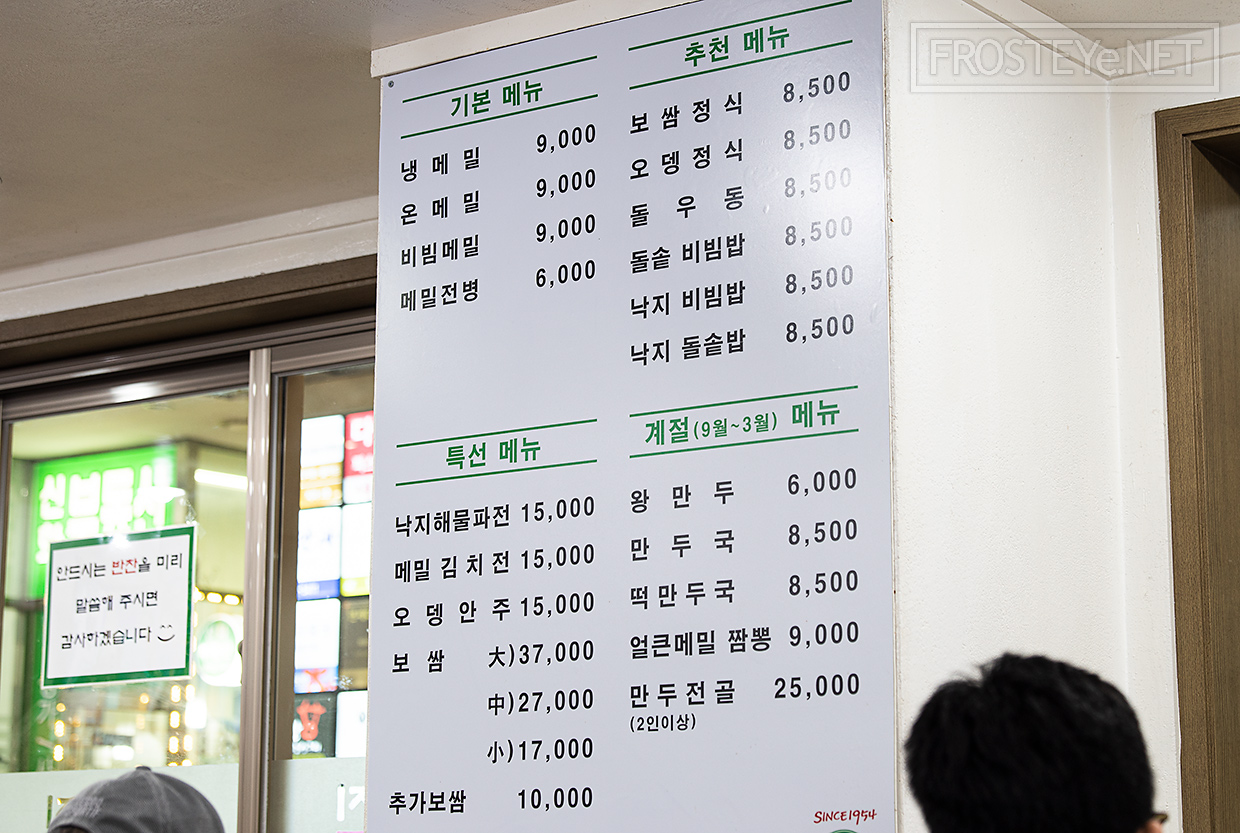 FROSTEYe.NET
기본 메뉴
냉메밀 9,000
온메밀 9,000
비빔메밀 9,000
메밀전병 6,000
추천 메뉴
보쌈정식 8,500
오뎅정식 8,500
돌우동 8,500
돌솥 비빔밥 8,500
낙지 비빔밥 8,500
낙지 돌솥밥 8,500
특선 메뉴
낙지해물파전 15,000
메밀김치전 15,000
오뎅안주 15,000
보쌈 大)37,000
中)27,000
小)17,000
추가보쌈 10,000
계절(9월~3월) 메뉴
왕만두 6,000
만두국 8,500
떡만두국 8,500
얼큰메밀 짬뽕 9,000
만두전골 25,000
(2인이상)
SINCE1954
안드시는 반찬을 미리
말씀해 주시면
감사하겠습니다